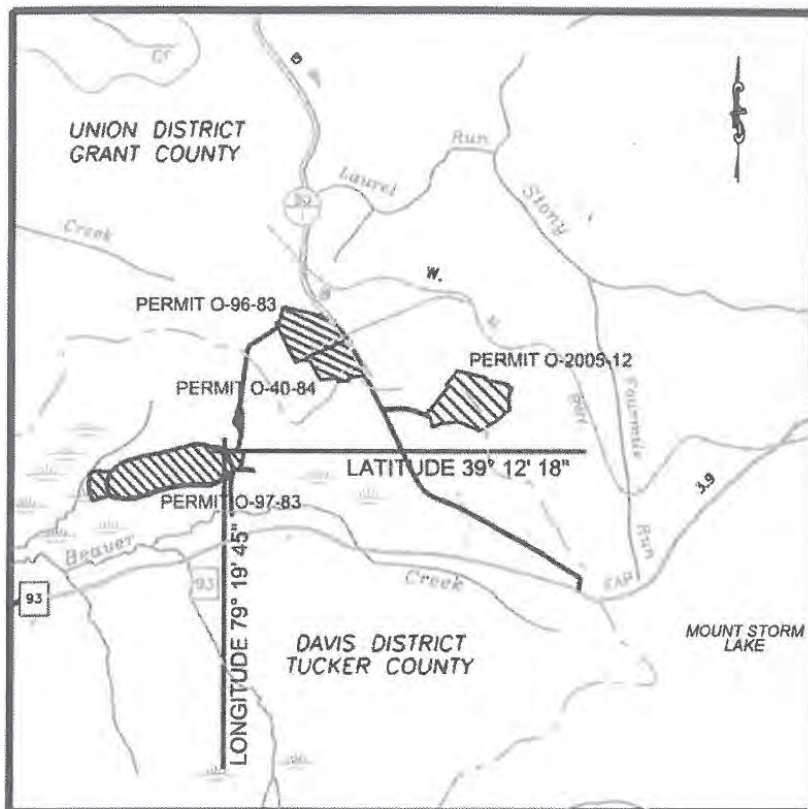 UNION DISTRICT
GRANT COUNTY
Laurel
Run
Stony
Creek
W.
PERMIT O-96-83
PERMIT O-2005-12
PERMIT O-40-84
Fourmile
Run
LATITUDE 39° 12' 18"
PERMIT O-97-83
3.9
Beaver
Creek
93
93
LONGITUDE 79° 19' 45"
DAVIS DISTRICT
TUCKER COUNTY
MOUNT STORM
LAKE